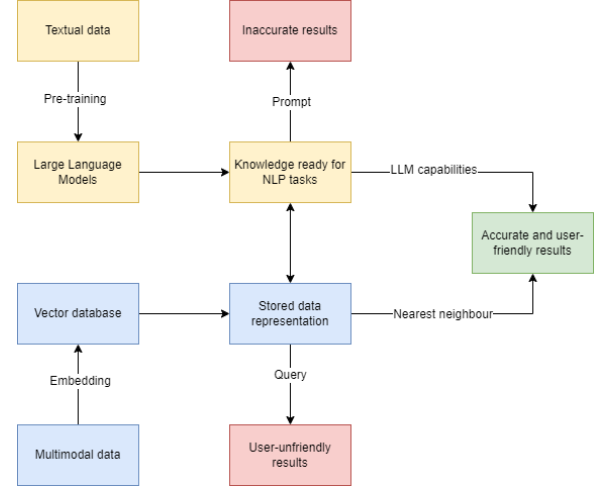 Textual data
Inaccurate results
Pre-training
Prompt
Large Language
Models
Knowledge ready for
NLP tasks
LLM capabilities
Accurate and user-
friendly results
Vector database
Stored data
representation
Nearest neighbour
Embedding
Query
Multimodal data
User-unfriendly
results